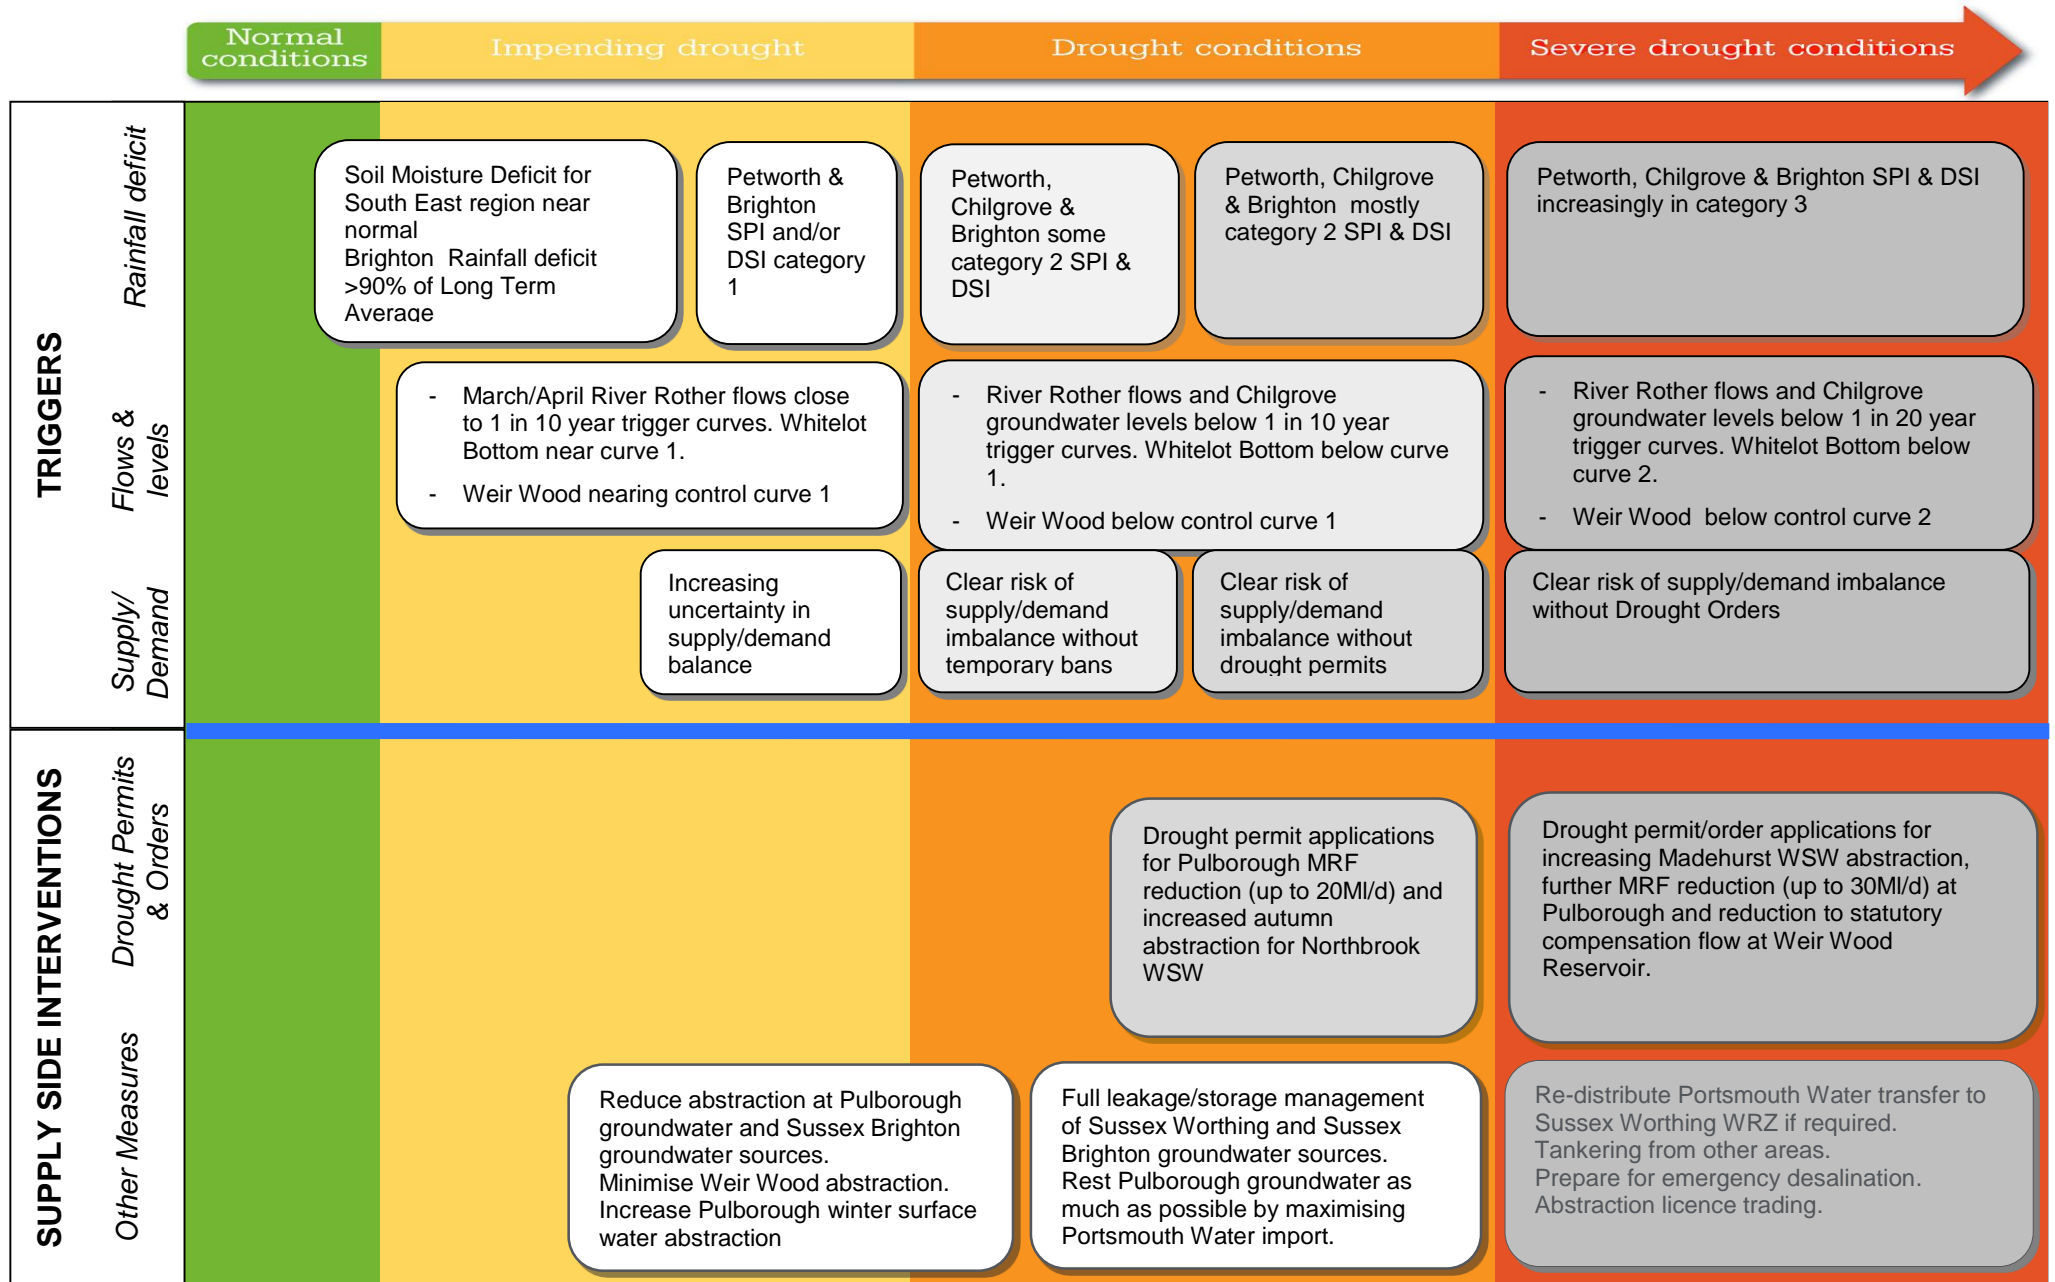 Normal
conditions
Impending drought
Drought conditions
Severe drought conditions
TRIGGERS
Rainfall deficit
Soil Moisture Deficit for
South East region near
normal
Brighton  Rainfall deficit
>90% of Long Term
Average
Petworth &
Brighton
SPI and/or
DSI category
1
Petworth,
Chilgrove &
Brighton some
category 2 SPI &
DSI
Petworth, Chilgrove
& Brighton  mostly
category 2 SPI & DSI
Petworth, Chilgrove & Brighton SPI & DSI
increasingly in category 3
Flows &
levels
- March/April River Rother flows close
to 1 in 10 year trigger curves. Whitelot
Bottom near curve 1.
- Weir Wood nearing control curve 1
- River Rother flows and Chilgrove
groundwater levels below 1 in 10 year
trigger curves. Whitelot Bottom below curve
1.
- Weir Wood below control curve 1
- River Rother flows and Chilgrove
groundwater levels below 1 in 20 year
trigger curves. Whitelot Bottom below
curve 2.
- Weir Wood  below control curve 2
Supply/
Demand
Increasing
uncertainty in
supply/demand
balance
Clear risk of
supply/demand
imbalance without
temporary bans
Clear risk of
supply/demand
imbalance without
drought permits
Clear risk of supply/demand imbalance
without Drought Orders
SUPPLY SIDE INTERVENTIONS
Drought Permits
& Orders
Drought permit applications
for Pulborough MRF
reduction (up to 20Ml/d) and
increased autumn
abstraction for Northbrook
WSW
Drought permit/order applications for
increasing Madehurst WSW abstraction,
further MRF reduction (up to 30Ml/d) at
Pulborough and reduction to statutory
compensation flow at Weir Wood
Reservoir.
Other Measures
Reduce abstraction at Pulborough
groundwater and Sussex Brighton
groundwater sources.
Minimise Weir Wood abstraction.
Increase Pulborough winter surface
water abstraction
Full leakage/storage management
of Sussex Worthing and Sussex
Brighton groundwater sources.
Rest Pulborough groundwater as
much as possible by maximising
Portsmouth Water import.
Re-distribute Portsmouth Water transfer to
Sussex Worthing WRZ if required.
Tankering from other areas.
Prepare for emergency desalination.
Abstraction licence trading.